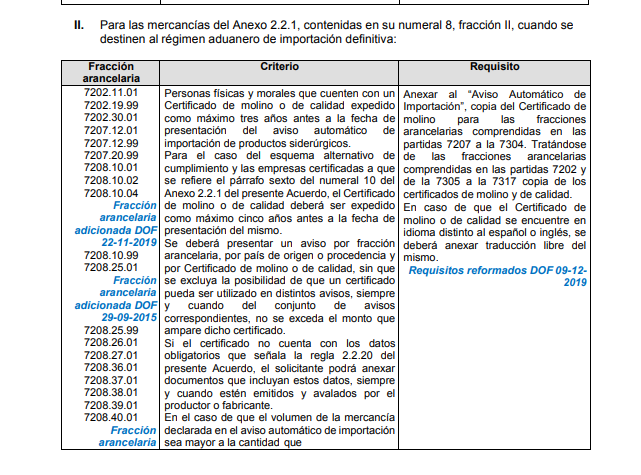 II. Para las mercancías del Anexo 2.2.1, contenidas en su numeral 8, fracción II, cuando se
destinen al régimen aduanero de importación definitiva:
Fracción
arancelaria
Criterio
Requisito
7202.11.01
7202.19.99
7202.30.01
7207.12.01
7207.12.99
7207.20.99
7208.10.01
7208.10.02
7208.10.04
Fracción
arancelaria
adicionada DOF
22-11-2019
7208.10.99
7208.25.01
Fracción
arancelaria
adicionada DOF
29-09-2015
7208.25.99
7208.26.01
7208.27.01
7208.36.01
7208.37.01
7208.38.01
7208.39.01
7208.40.01
Fracción
arancelaria
Personas físicas y morales que cuenten con un
Certificado de molino o de calidad expedido
como máximo tres años antes a la fecha de
presentación del aviso automático de
importación de productos siderúrgicos.
Para el caso del esquema alternativo de
cumplimiento y las empresas certificadas a que
se refiere el párrafo sexto del numeral 10 del
Anexo 2.2.1 del presente Acuerdo, el Certificado
de molino o de calidad deberá ser expedido
como máximo cinco años antes a la fecha de
presentación del mismo.
Se deberá presentar un aviso por fracción
arancelaria, por país de origen o procedencia y
por Certificado de molino o de calidad, sin que
se excluya la posibilidad de que un certificado
pueda ser utilizado en distintos avisos, siempre
y cuando del conjunto de avisos
correspondientes, no se exceda el monto que
ampare dicho certificado.
Si el certificado no cuenta con los datos
obligatorios que señala la regla 2.2.20 del
presente Acuerdo, el solicitante podrá anexar
documentos que incluyan estos datos, siempre
y cuando estén emitidos y avalados por el
productor o fabricante.
En el caso de que el volumen de la mercancía
declarada en el aviso automático de importación
sea mayor a la cantidad que
Anexar al “Aviso Automático de
Importación”, copia del Certificado de
molino para las fracciones
arancelarias comprendidas en las
partidas 7207 a la 7304. Tratándose
de las fracciones arancelarias
comprendidas en las partidas 7202 y
de la 7305 a la 7317 copia de los
certificados de molino y de calidad.
En caso de que el Certificado de
molino o de calidad se encuentre en
idioma distinto al español o inglés, se
deberá anexar traducción libre del
mismo.
Requisitos reformados DOF 09-12-
2019